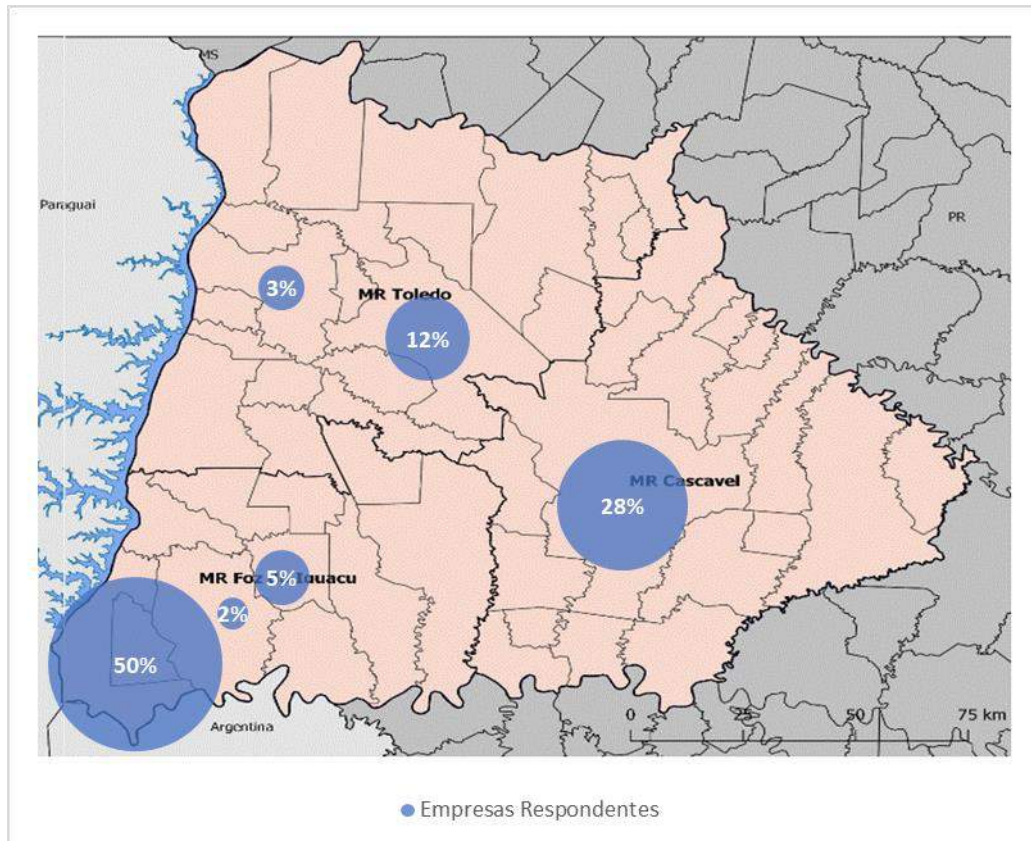 MS
Paraguai
PR
3%
MR Toledo
12%
MR Cascavel
28%
MR Foz Iguacu
5%
2%
50%
Argentina
0 25 50 75 km
Empresas Respondentes